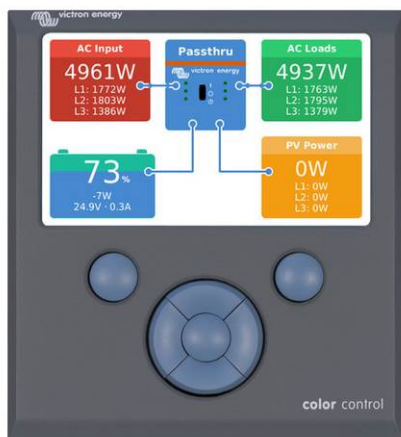 victron energy
AC Input
4961W
L1: 1772W
L2: 1803W
L3: 1386W
Passthru
victron energy
AC Loads
4937W
L1: 1763W
L2: 1795W
L3: 1379W
73%
-7W
24.9V · 0.3A
PV Power
0W
L1: 0W
L2: 0W
L3: 0W
color control